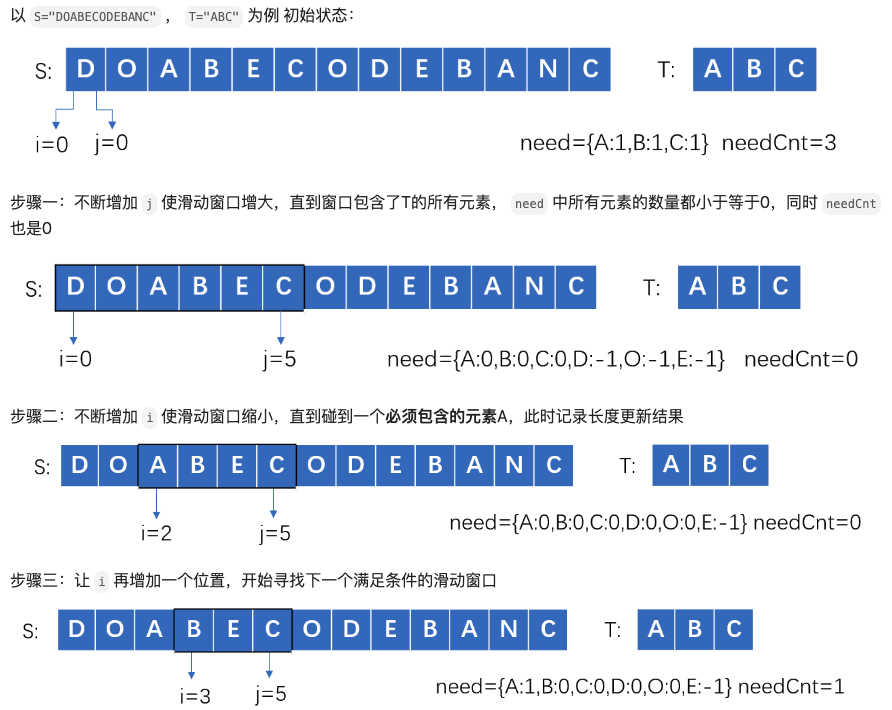 以 S="DOABECODEBANC" ， T="ABC" 为例 初始状态：
S: D O A B E C O D E B A N C T: A B C
i=0 j=0 need={A:1,B:1,C:1} needCnt=3
步骤一：不断增加 j 使滑动窗口增大，直到窗口包含了T的所有元素， need 中所有元素的数量都小于等于0，同时 needCnt
也是0
S: D O A B E C O D E B A N C T: A B C
i=0 j=5 need={A:0,B:0,C:0,D:-1,O:-1,E:-1} needCnt=0
步骤二：不断增加 i 使滑动窗口缩小，直到碰到一个必须包含的元素A，此时记录长度更新结果
S: D O A B E C O D E B A N C T: A B C
i=2 j=5 need={A:0,B:0,C:0,D:0,O:0,E:-1} needCnt=0
步骤三：让 i 再增加一个位置，开始寻找下一个满足条件的滑动窗口
S: D O A B E C O D E B A N C T: A B C
i=3 j=5 need={A:1,B:0,C:0,D:0,O:0,E:-1} needCnt=1